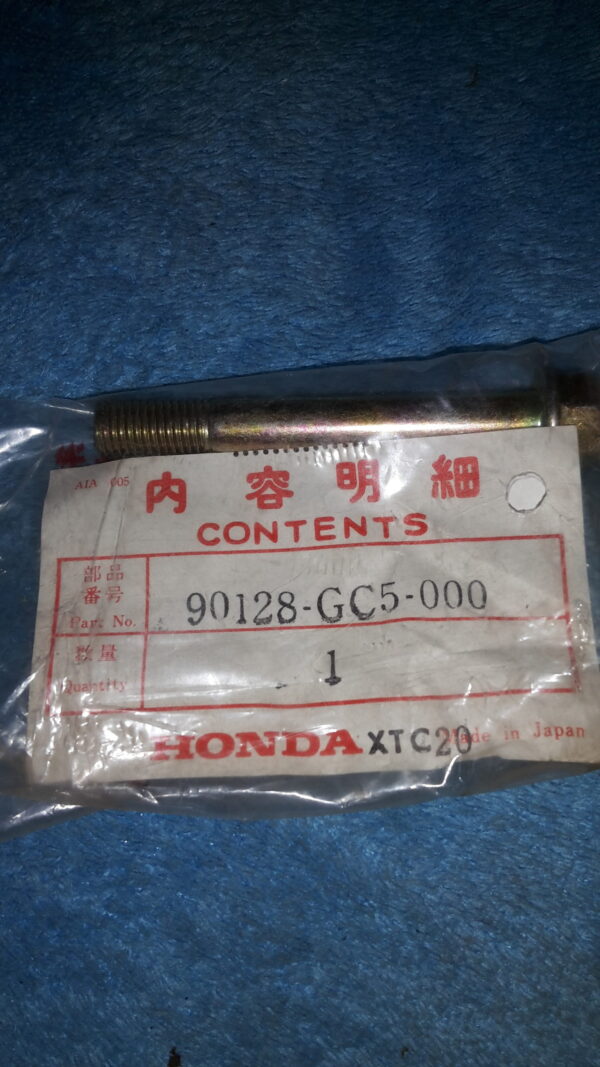 A1A 005
内容明細
CONTENTS
部品
番号
Part No.
90128-GC5-000
数量
Quantity
1
HONDA XTC20 Made in Japan